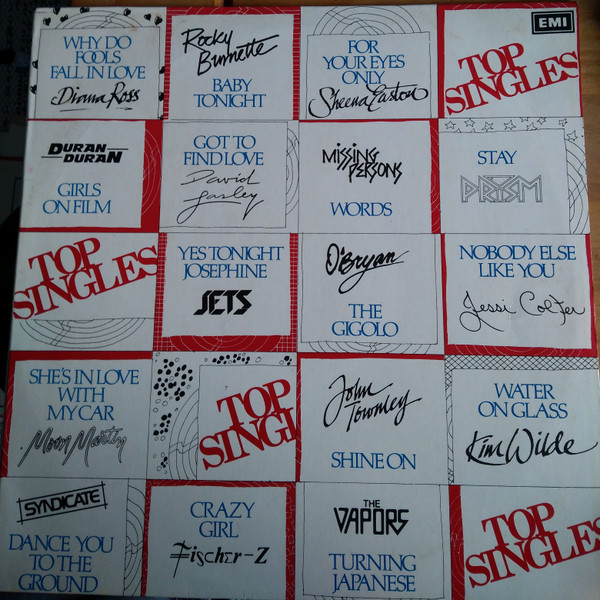 WHY DO
FOOLS
FALL IN LOVE
Diana Ross
Rocky
Burnette
BABY
TONIGHT
FOR
YOUR EYES
ONLY
Sheena Easton
EMI
TOP
SINGLES
DURAN
DURAN
GIRLS
ON FILM
GOT TO
FIND LOVE
David
Lasley
MISSING
PERSONS
WORDS
STAY
PRISM
TOP
SINGLES
YES TONIGHT
JOSEPHINE
JETS
O'Bryan
THE
GIGOLO
NOBODY ELSE
LIKE YOU
Jessi Colter
SHE'S IN LOVE
WITH
MY CAR
Moon Martin
TOP
SINGL
John
Townley
SHINE ON
WATER
ON GLASS
Kim Wilde
SYNDICATE
DANCE YOU
TO THE
GROUND
CRAZY
GIRL
Fischer-Z
THE
VAPORS
TURNING
JAPANESE
TOP
SINGLES